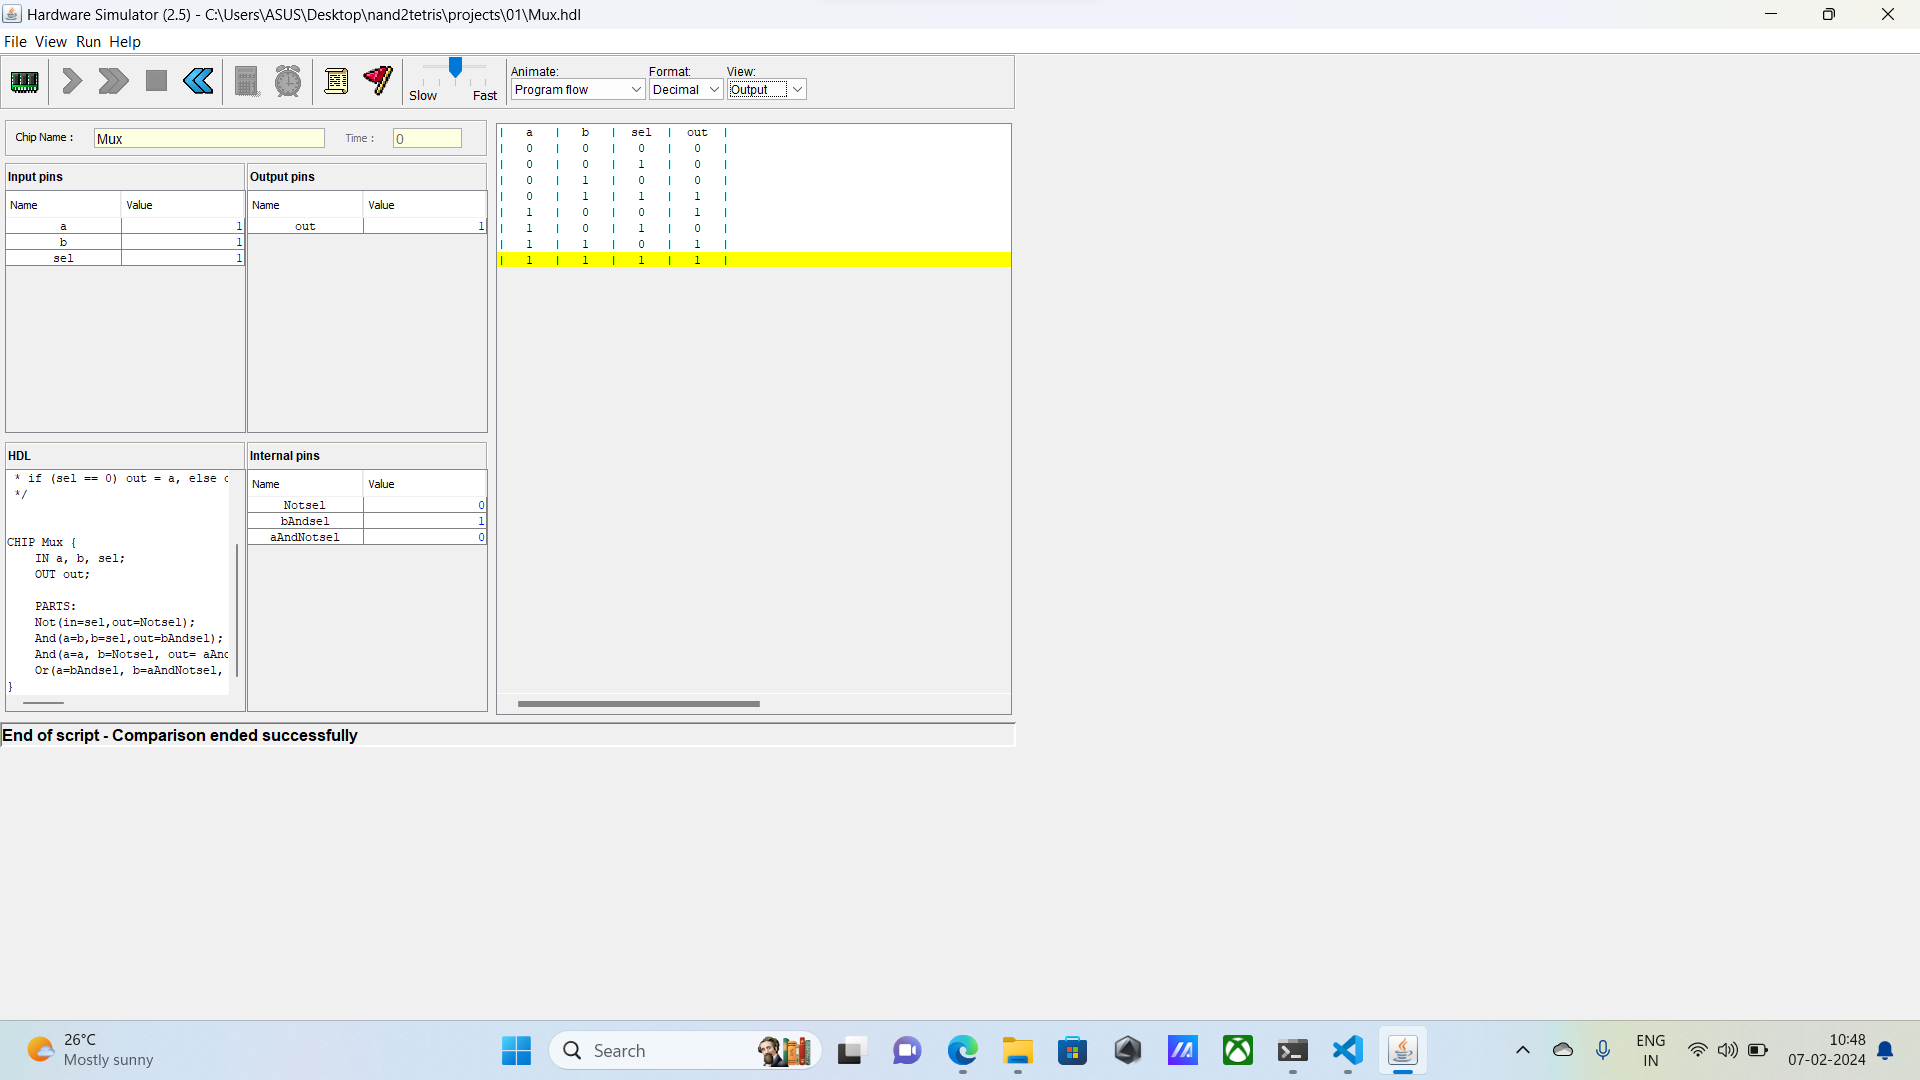 Hardware Simulator (2.5) - C:\Users\ASUS\Desktop\nand2tetris\projects\01\Mux.hdl
File View Run Help
Slow Fast
Animate: Format: View:
Program flow Decimal Output
Chip Name : Mux Time : 0
Input pins
Name Value
a 1
b 1
sel 1
Output pins
Name Value
out 1
| a | b | sel | out |
| 0 | 0 | 0 | 0 |
| 0 | 0 | 1 | 0 |
| 0 | 1 | 0 | 0 |
| 0 | 1 | 1 | 1 |
| 1 | 0 | 0 | 1 |
| 1 | 0 | 1 | 0 |
| 1 | 1 | 0 | 1 |
| 1 | 1 | 1 | 1 |
HDL
* if (sel == 0) out = a, else
*/
CHIP Mux {
IN a, b, sel;
OUT out;
PARTS:
Not(in=sel,out=Notsel);
And(a=b,b=sel,out=bAndsel);
And(a=a, b=Notsel, out= aAn
Or(a=bAndsel, b=aAndNotsel,
}
Internal pins
Name Value
Notsel 0
bAndsel 1
aAndNotsel 0
End of script - Comparison ended successfully
26°C
Mostly sunny
Search
ENG
IN
10:48
07-02-2024